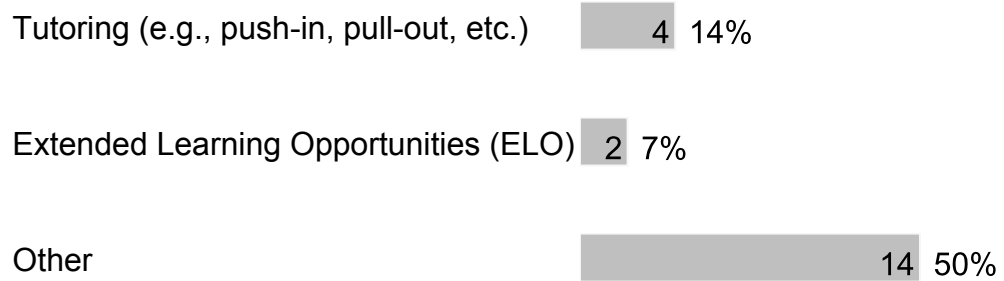 Tutoring (e.g., push-in, pull-out, etc.) 4 14%
Extended Learning Opportunities (ELO) 2 7%
Other 14 50%